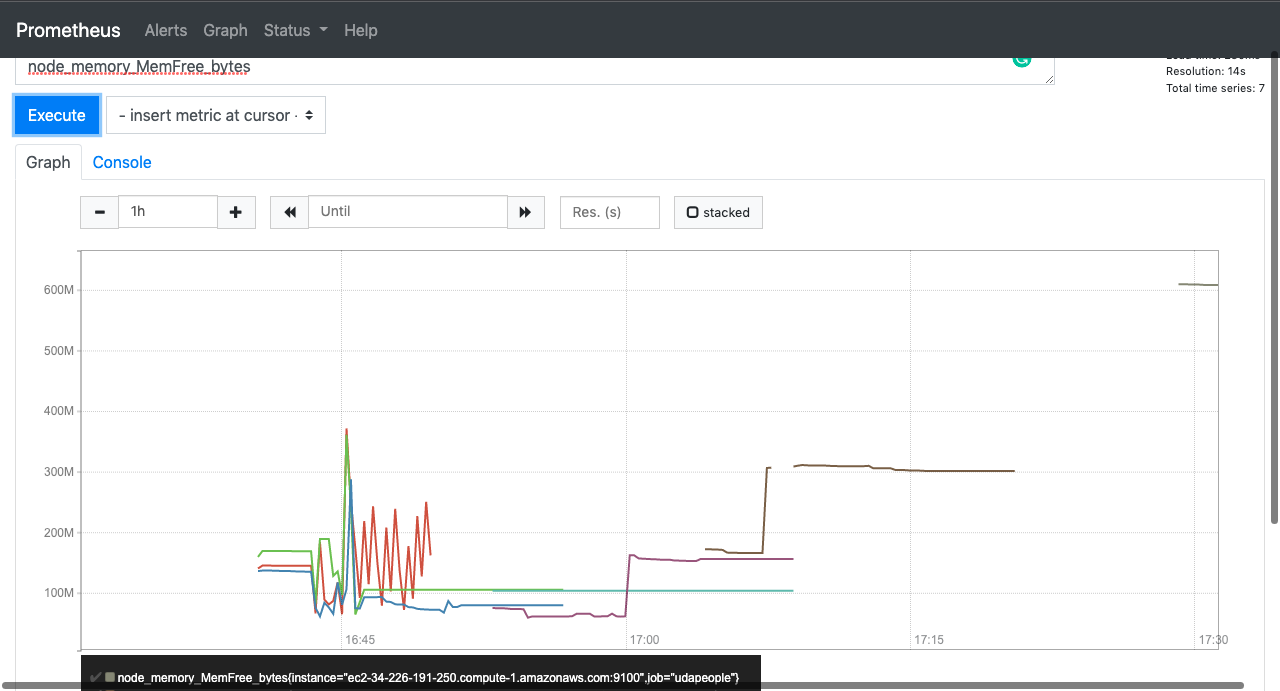 Prometheus Alerts Graph Status Help
node_memory_MemFree_bytes
Resolution: 14s
Total time series: 7
Execute - insert metric at cursor -
Graph Console
1h Until Res. (s) stacked
600M
500M
400M
300M
200M
100M
16:45 17:00 17:15 17:30
node_memory_MemFree_bytes{instance="ec2-34-226-191-250.compute-1.amazonaws.com:9100",job="udapeople"}